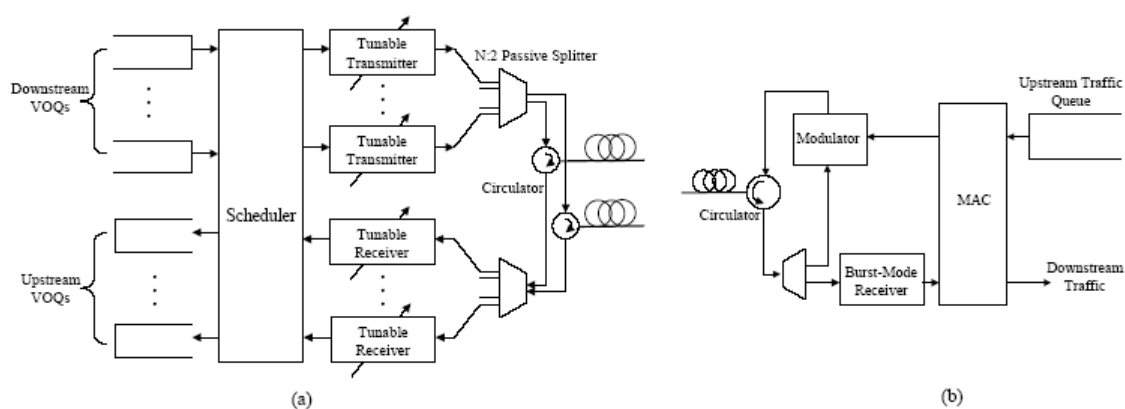 Downstream
VOQs
Upstream
VOQs
Scheduler
Tunable
Transmitter
Tunable
Transmitter
Tunable
Receiver
Tunable
Receiver
N:2 Passive Splitter
Circulator
(a)
Circulator
Modulator
Burst-Mode
Receiver
MAC
Upstream Traffic
Queue
Downstream
Traffic
(b)